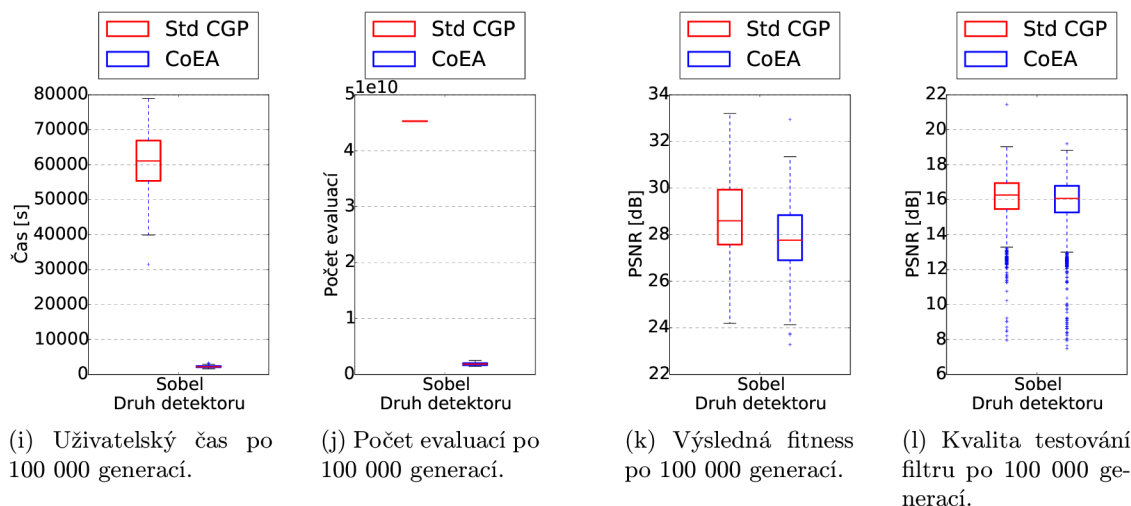 Std CGP
CoEA
80000
70000
60000
50000
40000
30000
20000
10000
0
Čas [s]
Sobel
Druh detektoru
(i) Uživatelský čas po
100 000 generací.
Std CGP
CoEA
1e10
5
4
3
2
1
0
Počet evaluací
Sobel
Druh detektoru
(j) Počet evaluací po
100 000 generací.
Std CGP
CoEA
34
32
30
28
26
24
22
PSNR [dB]
Sobel
Druh detektoru
(k) Výsledná fitness
po 100 000 generací.
Std CGP
CoEA
22
20
18
16
14
12
10
8
6
PSNR [dB]
Sobel
Druh detektoru
(l) Kvalita testování
filtru po 100 000 ge-
nerací.